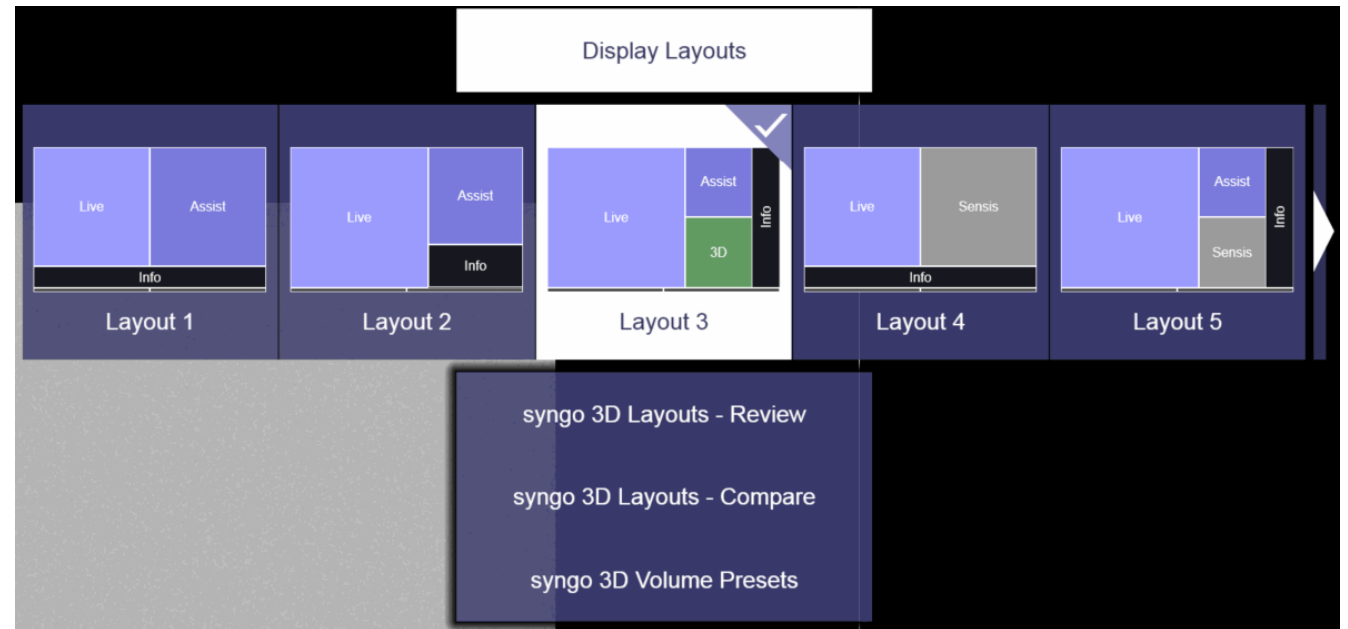 Display Layouts
Live
Assist
Info
Layout 1
Live
Assist
Info
Layout 2
Live
Assist
3D
Info
Layout 3
Live
Sensis
Info
Layout 4
Live
Assist
Sensis
Info
Layout 5
syngo 3D Layouts - Review
syngo 3D Layouts - Compare
syngo 3D Volume Presets